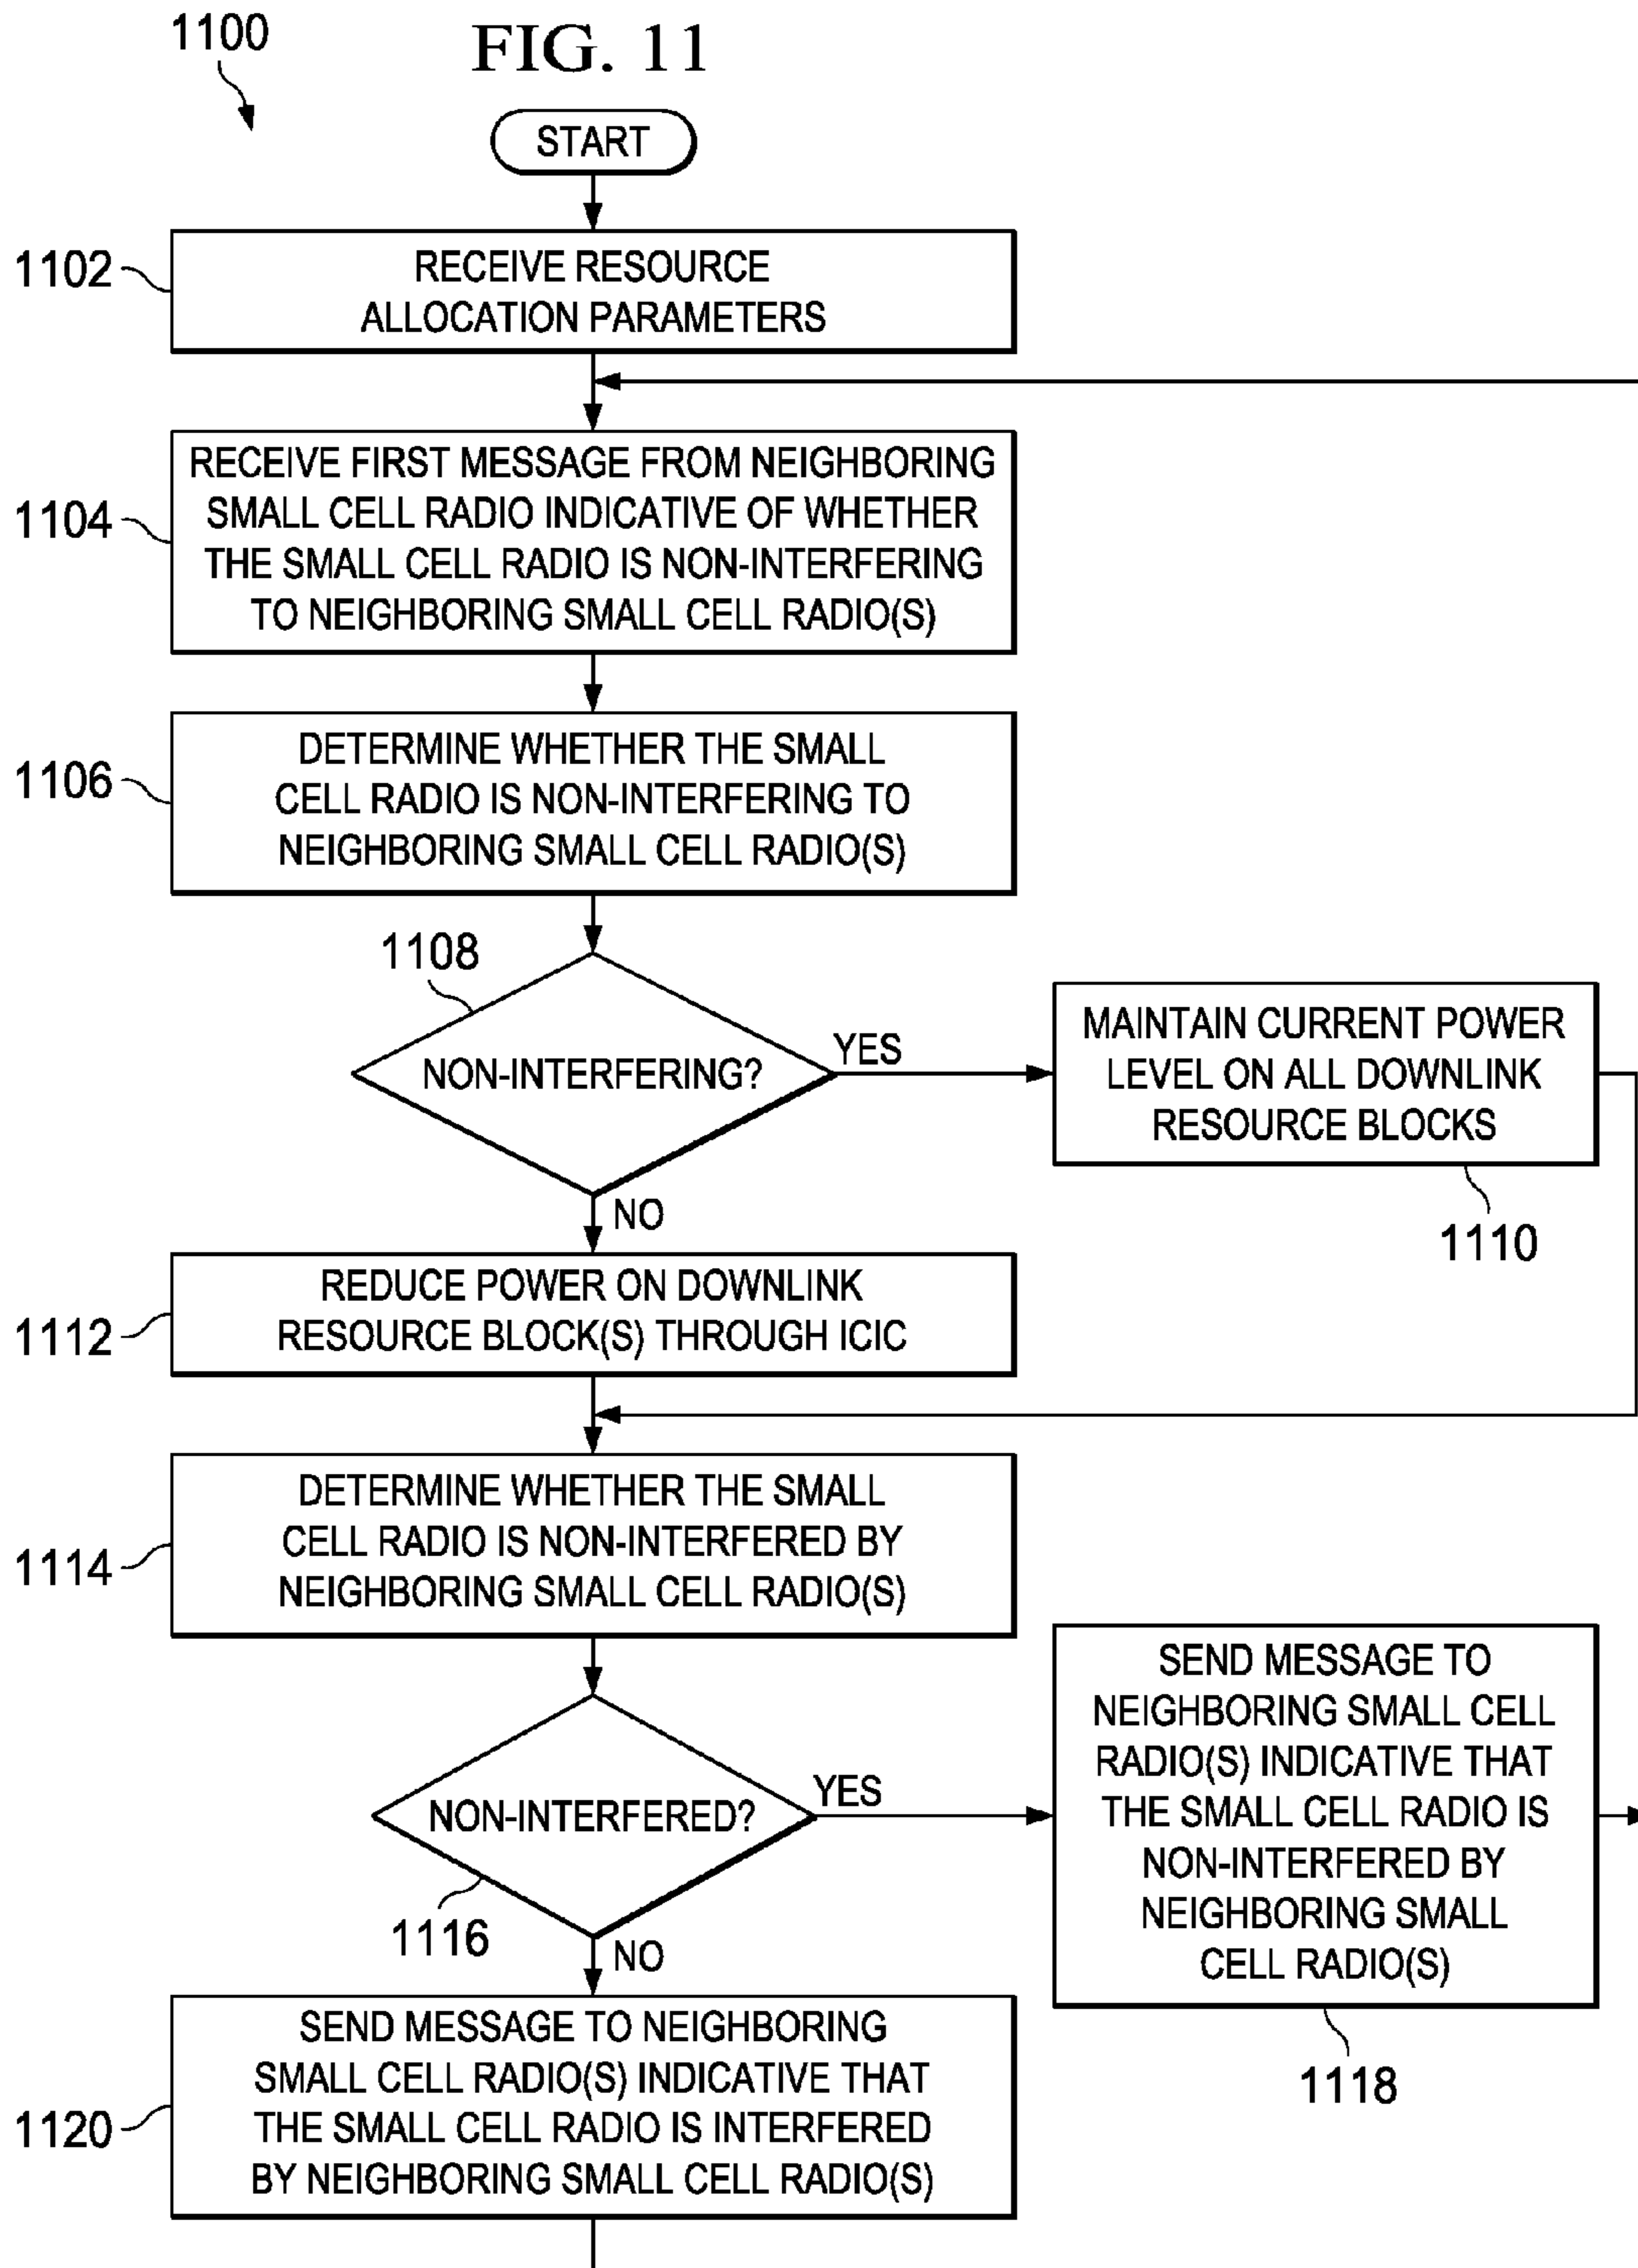 1100
FIG. 11
START
1102
RECEIVE RESOURCE
ALLOCATION PARAMETERS
1104
RECEIVE FIRST MESSAGE FROM NEIGHBORING
SMALL CELL RADIO INDICATIVE OF WHETHER
THE SMALL CELL RADIO IS NON-INTERFERING
TO NEIGHBORING SMALL CELL RADIO(S)
1106
DETERMINE WHETHER THE SMALL
CELL RADIO IS NON-INTERFERING TO
NEIGHBORING SMALL CELL RADIO(S)
1108
NON-INTERFERING?
YES
MAINTAIN CURRENT POWER
LEVEL ON ALL DOWNLINK
RESOURCE BLOCKS
1110
NO
1112
REDUCE POWER ON DOWNLINK
RESOURCE BLOCK(S) THROUGH ICIC
1114
DETERMINE WHETHER THE SMALL
CELL RADIO IS NON-INTERFERED BY
NEIGHBORING SMALL CELL RADIO(S)
NON-INTERFERED?
YES
1116
SEND MESSAGE TO
NEIGHBORING SMALL CELL
RADIO(S) INDICATIVE THAT
THE SMALL CELL RADIO IS
NON-INTERFERED BY
NEIGHBORING SMALL
CELL RADIO(S)
1118
NO
1120
SEND MESSAGE TO NEIGHBORING
SMALL CELL RADIO(S) INDICATIVE THAT
THE SMALL CELL RADIO IS INTERFERED
BY NEIGHBORING SMALL CELL RADIO(S)